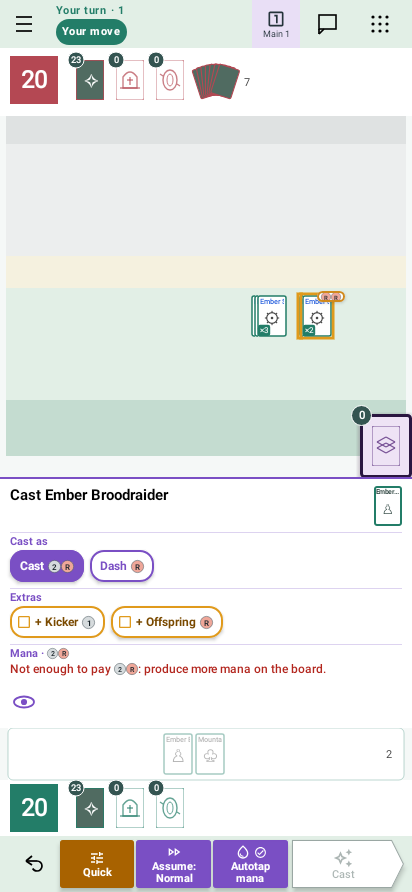 Your turn · 1
Your move
1
Main 1
20
23
0
0
7
Ember
×3
Ember
R R
×2
0
Cast Ember Broodraider
Ember...
Cast as
Cast 2 R
Dash R
Extras
+ Kicker 1
+ Offspring R
Mana · 2 R
Not enough to pay 2 R: produce more mana on the board.
Ember
Mounta
2
20
23
0
0
Quick
Assume:
Normal
Autotap
mana
Cast